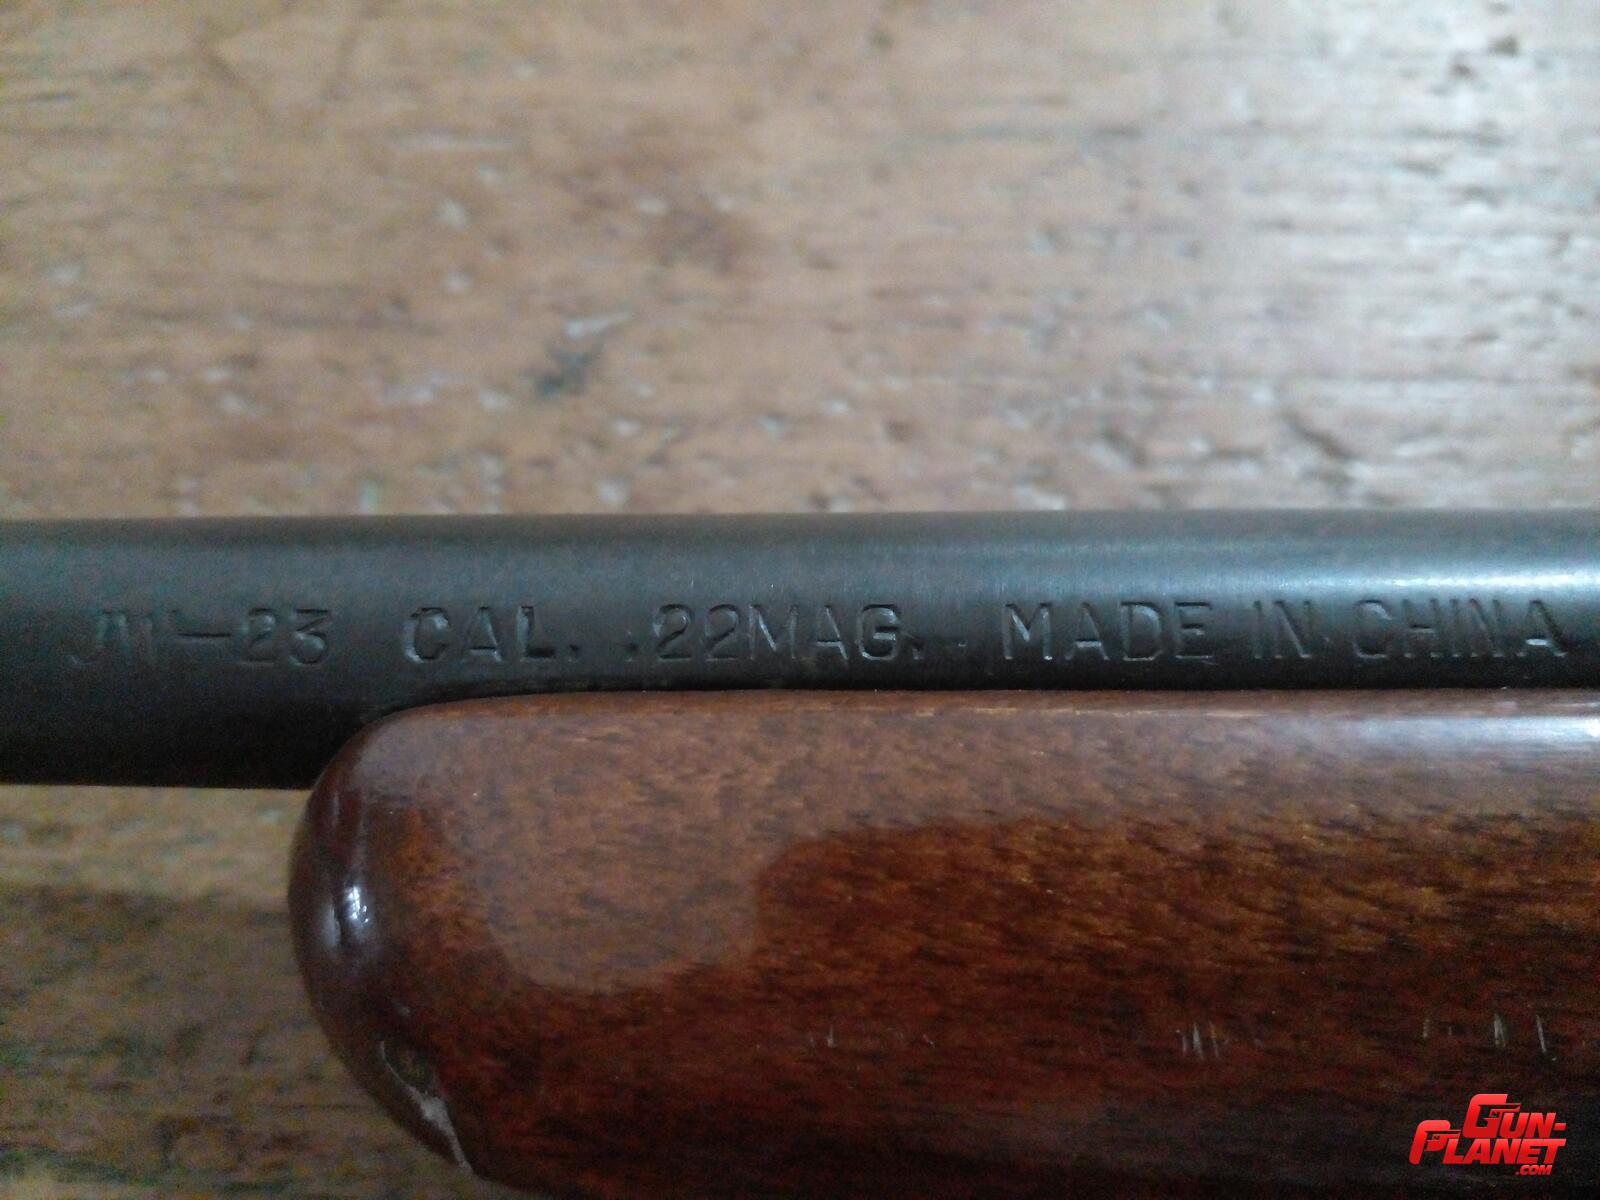 JW-23 CAL. .22MAG. MADE IN CHINA
GUN-
PLANET
.COM